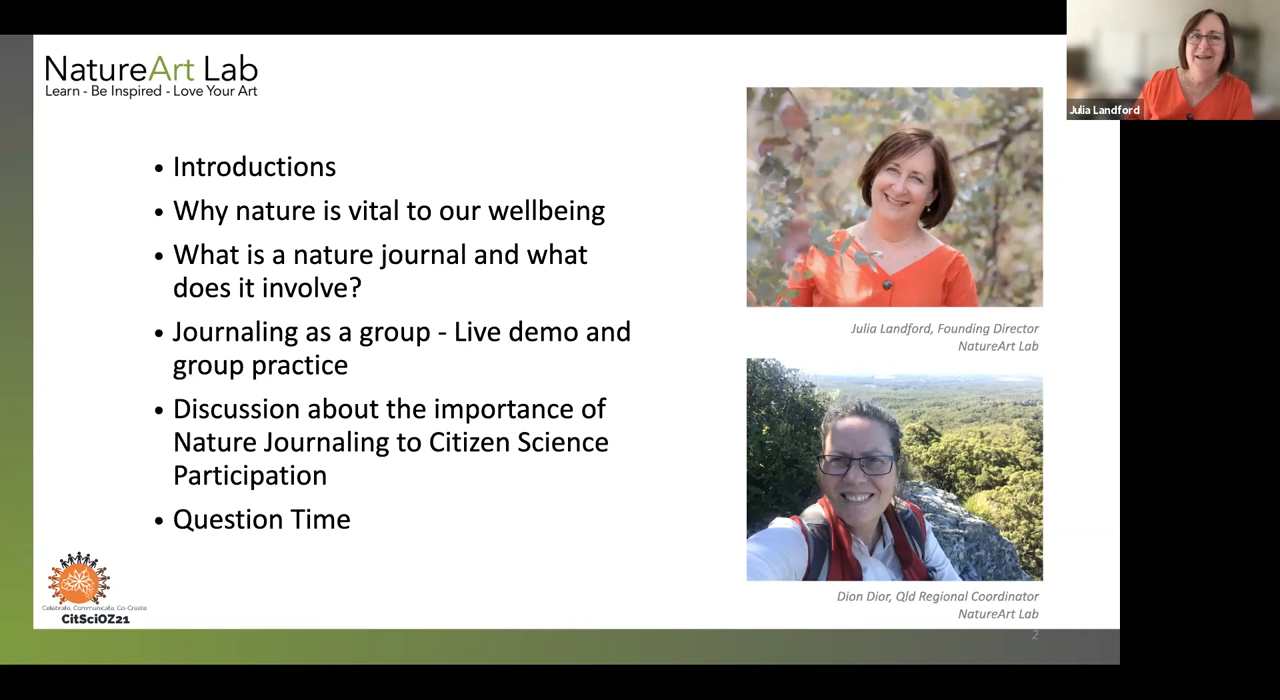 NatureArt Lab
Learn - Be Inspired - Love Your Art
• Introductions
• Why nature is vital to our wellbeing
• What is a nature journal and what
does it involve?
• Journaling as a group - Live demo and
group practice
• Discussion about the importance of
Nature Journaling to Citizen Science
Participation
• Question Time
Julia Landford, Founding Director
NatureArt Lab
Dion Dior, Qld Regional Coordinator
NatureArt Lab
Celebrate, Communicate, Co-Create
CitSciOZ21
2
Julia Landford